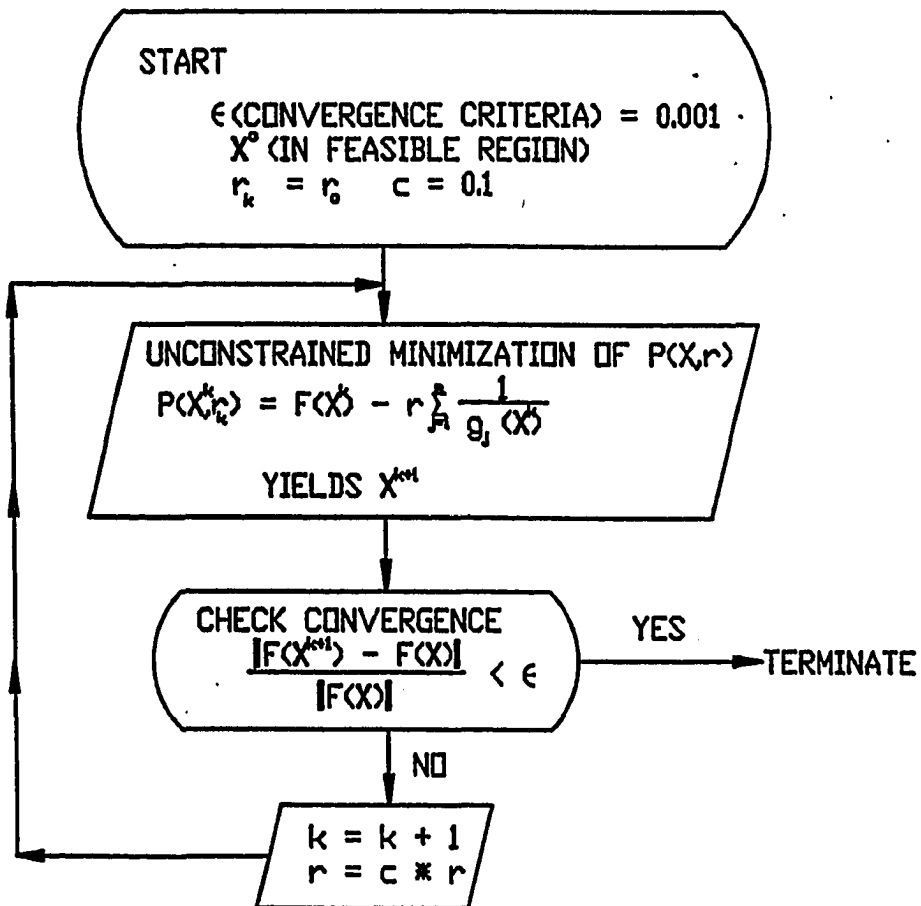 START
ϵ(CONVERGENCE CRITERIA) = 0.001
X° (IN FEASIBLE REGION)
r_k = r_o c = 0.1
UNCONSTRAINED MINIMIZATION OF P(X,r)
P(X^k,r_k) = F(X^k) - r Σ 1 / g_j (X^k)
YIELDS X^{k+1}
CHECK CONVERGENCE
|F(X^{k+1}) - F(X)| / |F(X)| < ϵ
YES
TERMINATE
NO
k = k + 1
r = c * r